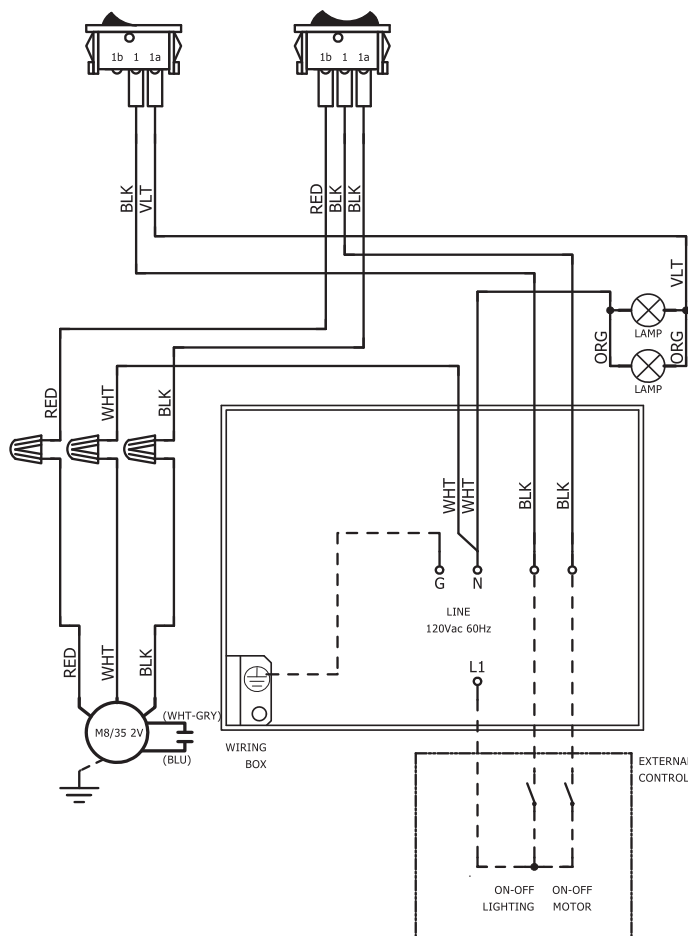 1b 1 1a
1b 1 1a
BLK
VLT
RED
BLK
BLK
VLT
LAMP
ORG
ORG
LAMP
RED
WHT
BLK
WHT
WHT
BLK
BLK
G
N
LINE
120Vac 60Hz
L1
RED
WHT
BLK
(WHT-GRY)
M8/35 2V
(BLU)
WIRING
BOX
EXTERNAL
CONTROL
ON-OFF
LIGHTING
ON-OFF
MOTOR